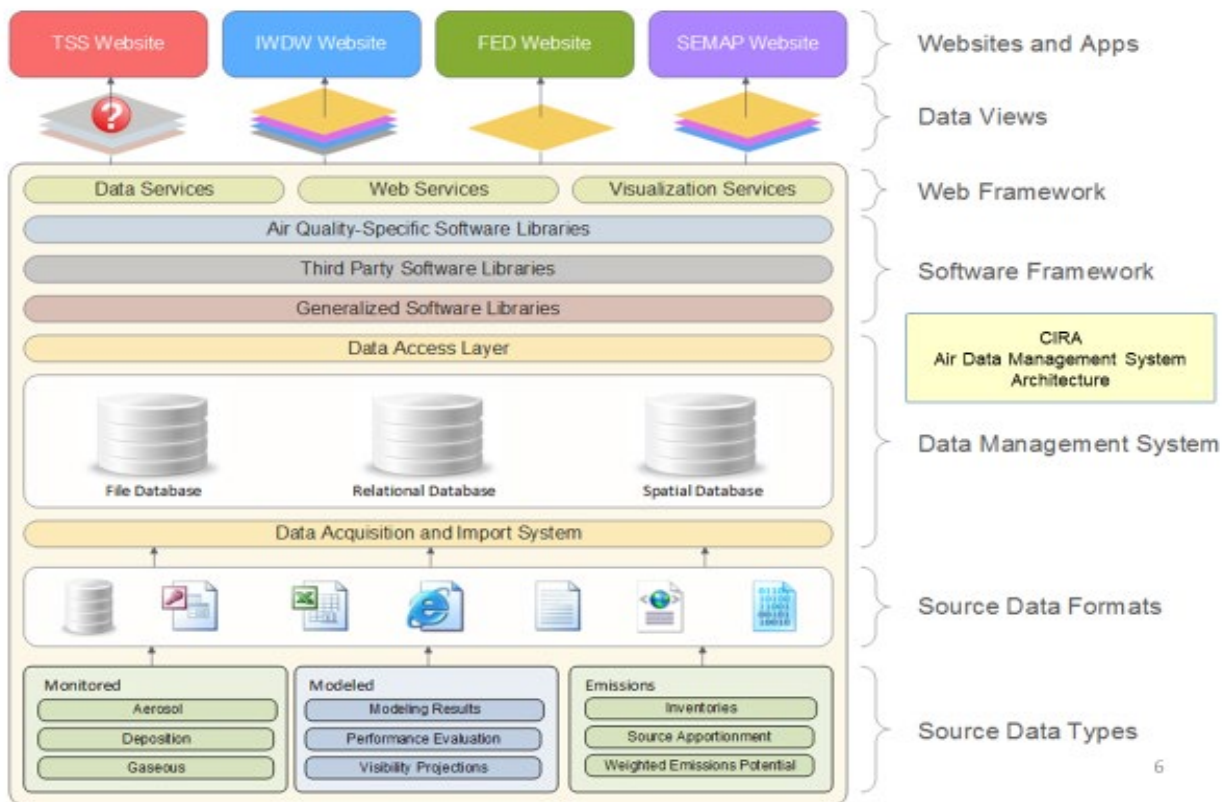 TSS Website
IWDW Website
FED Website
SEMAP Website
Websites and Apps
?
Data Views
Data Services
Web Services
Visualization Services
Web Framework
Air Quality-Specific Software Libraries
Third Party Software Libraries
Generalized Software Libraries
Software Framework
Data Access Layer
CIRA
Air Data Management System
Architecture
File Database
Relational Database
Spatial Database
Data Management System
Data Acquisition and Import System
Source Data Formats
Monitored
Aerosol
Deposition
Gaseous
Modeled
Modeling Results
Performance Evaluation
Visibility Projections
Emissions
Inventories
Source Apportionment
Weighted Emissions Potential
Source Data Types
6